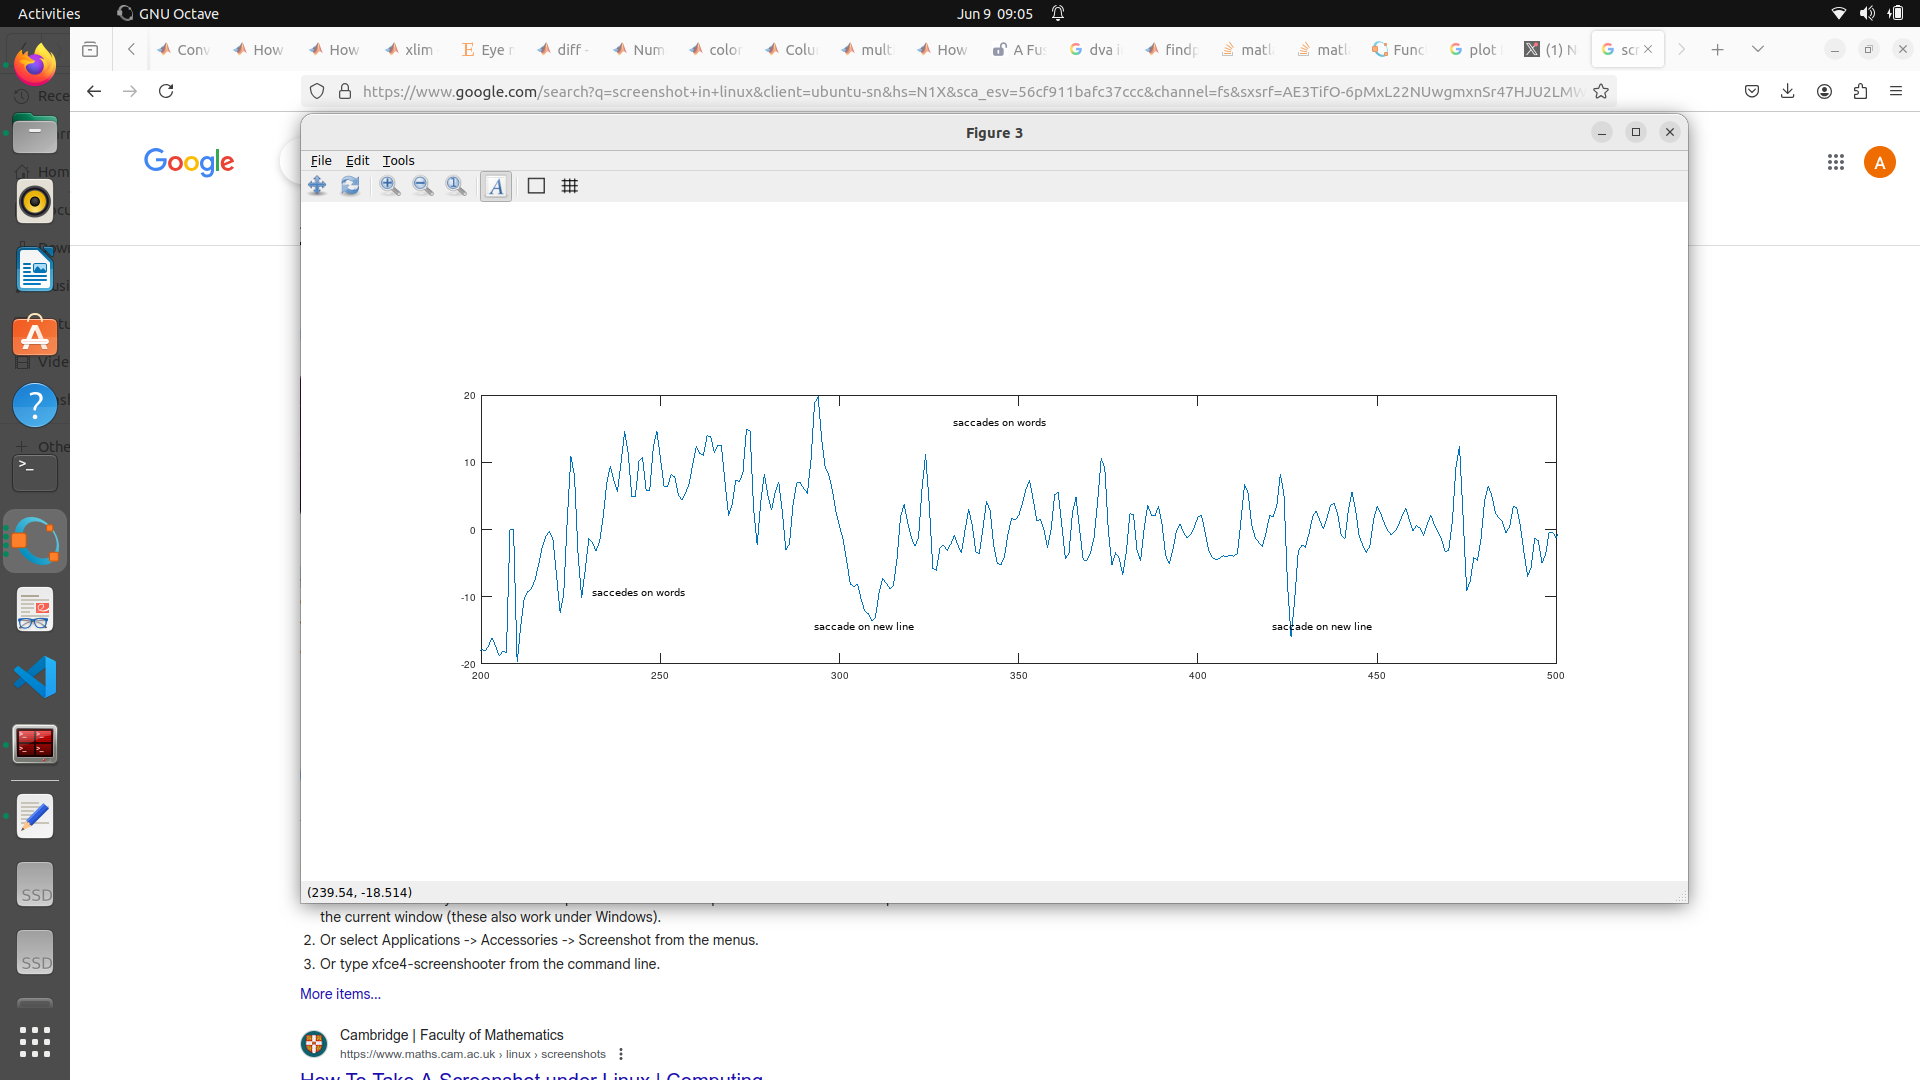 Activities
GNU Octave
Jun 9 09:05
Conv
How
How
xlim
Eye
diff
Num
color
Colu
mult
How
A Fu
dva i
findp
matl
matl
Func
plot
(1) N
scr
https://www.google.com/search?q=screenshot+in+linux&client=ubuntu-sn&hs=N1X&sca_esv=56cf911bafc37ccc&channel=fs&sxsrf=AE3TifO-6pMxL22NUwgmxnSr47HJU2LMW
Google
A
Figure 3
File Edit Tools
20
10
0
-10
-20
200 250 300 350 400 450 500
saccades on words
saccedes on words
saccade on new line
saccade on new line
(239.54, -18.514)
the current window (these also work under Windows).
2. Or select Applications -> Accessories -> Screenshot from the menus.
3. Or type xfce4-screenshooter from the command line.
More items...
Cambridge | Faculty of Mathematics
https://www.maths.cam.ac.uk › linux › screenshots
How To Take A Screenshot under Linux | Computing
SSD
SSD